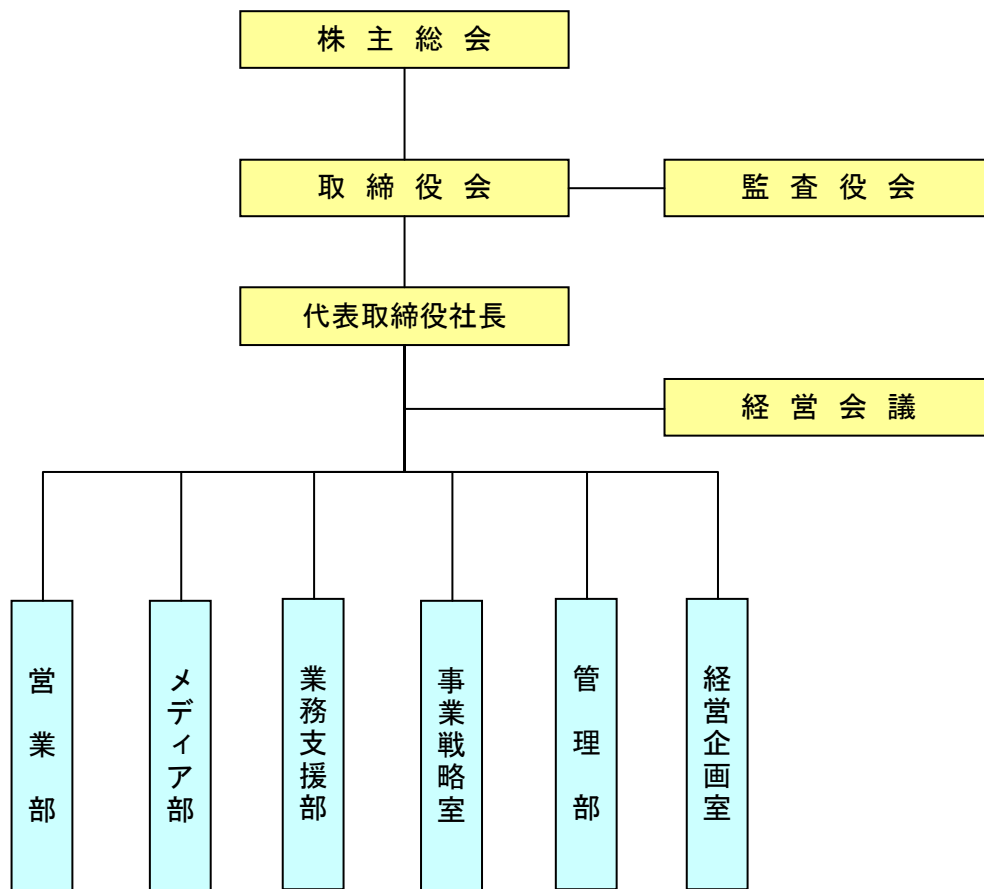 株主総会
取締役会
監査役会
代表取締役社長
経営会議
営業部
メディア部
業務支援部
事業戦略室
管理部
経営企画室